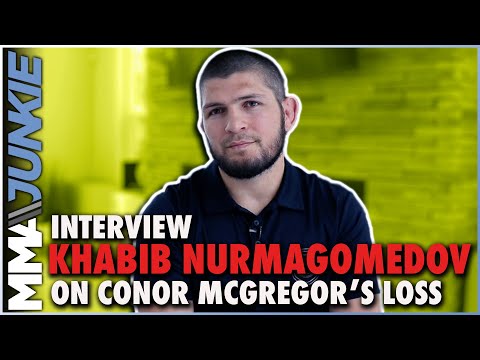 MMA//JUNKIE
INTERVIEW
KHABIB NURMAGOMEDOV
ON CONOR MCGREGOR'S LOSS